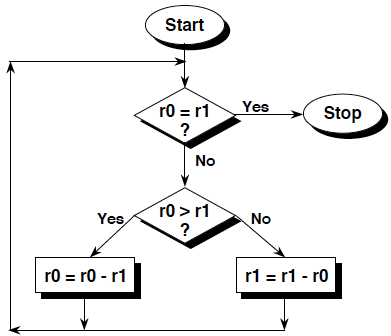 Start
r0 = r1
?
Yes
Stop
No
r0 > r1
?
Yes
No
r0 = r0 - r1
r1 = r1 - r0